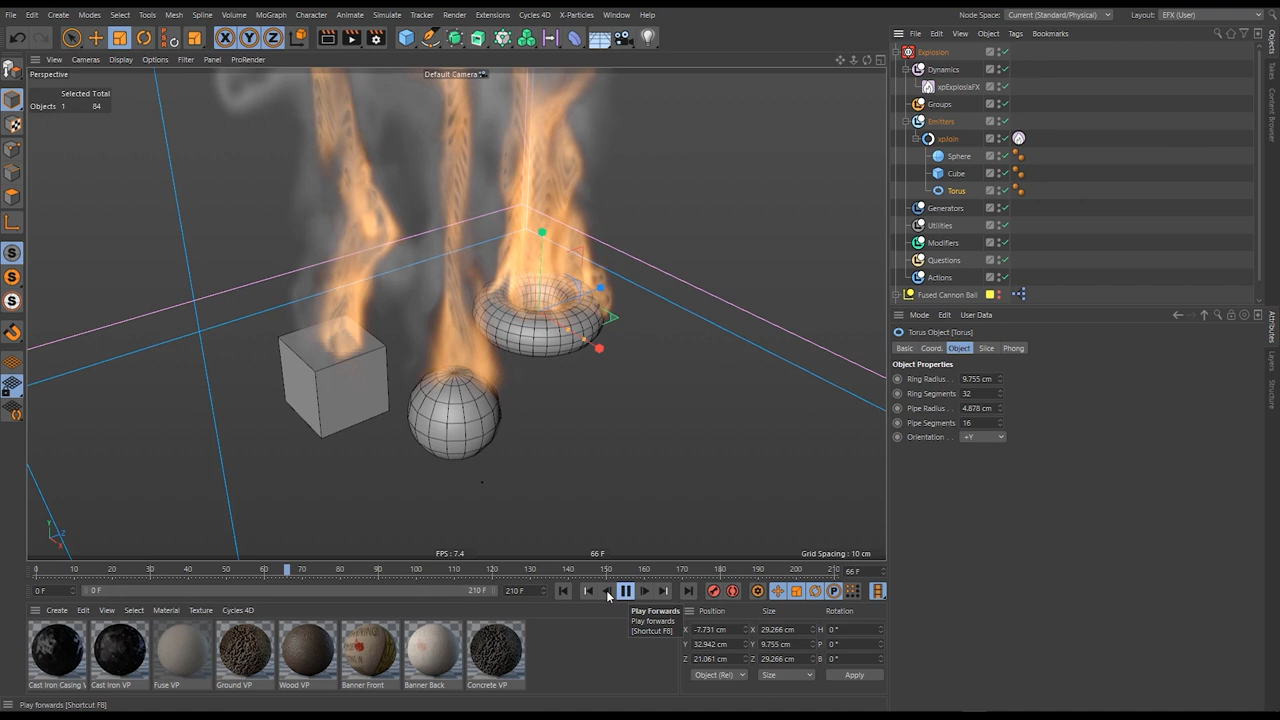 File Edit Create Modes Select Tools Mesh Spline Volume MoGraph Character Animate Simulate Tracker Render Extensions Cycles 4D X-Particles Window Help Node Space: Current (Standard/Physical) Layout: EFX (User)
View Cameras Display Options Filter Panel ProRender
Perspective Default Camera
Selected Total
Objects 1 84
FPS : 7.4 66 F Grid Spacing : 10 cm
0 10 20 30 40 50 60 70 80 90 100 110 120 130 140 150 160 170 180 190 200 210 66 F
0 F 0 F 210 F 210 F
Play Forwards
Play forwards
[Shortcut F8]
Create Edit View Select Material Texture Cycles 4D
Cast Iron Casing V Cast Iron VP Fuse VP Ground VP Wood VP Banner Front Banner Back Concrete VP
Position Size Rotation
X -7.731 cm X 29.266 cm H 0 °
Y 32.942 cm Y 9.755 cm P 0 °
Z 21.061 cm Z 29.266 cm B 0 °
Object (Rel) Size Apply
Play forwards [Shortcut F8]
File Edit View Object Tags Bookmarks
Explosion
Dynamics
xpExplosiaFX
Groups
Emitters
xpJoin
Sphere
Cube
Torus
Generators
Utilities
Modifiers
Questions
Actions
Fused Cannon Ball
Mode Edit User Data
Torus Object [Torus]
Basic Coord. Object Slice Phong
Object Properties
Ring Radius . . 9.755 cm
Ring Segments 32
Pipe Radius . . 4.878 cm
Pipe Segments 16
Orientation . . +Y
Objects
Takes
Content Browser
Attributes
Layers
Structure